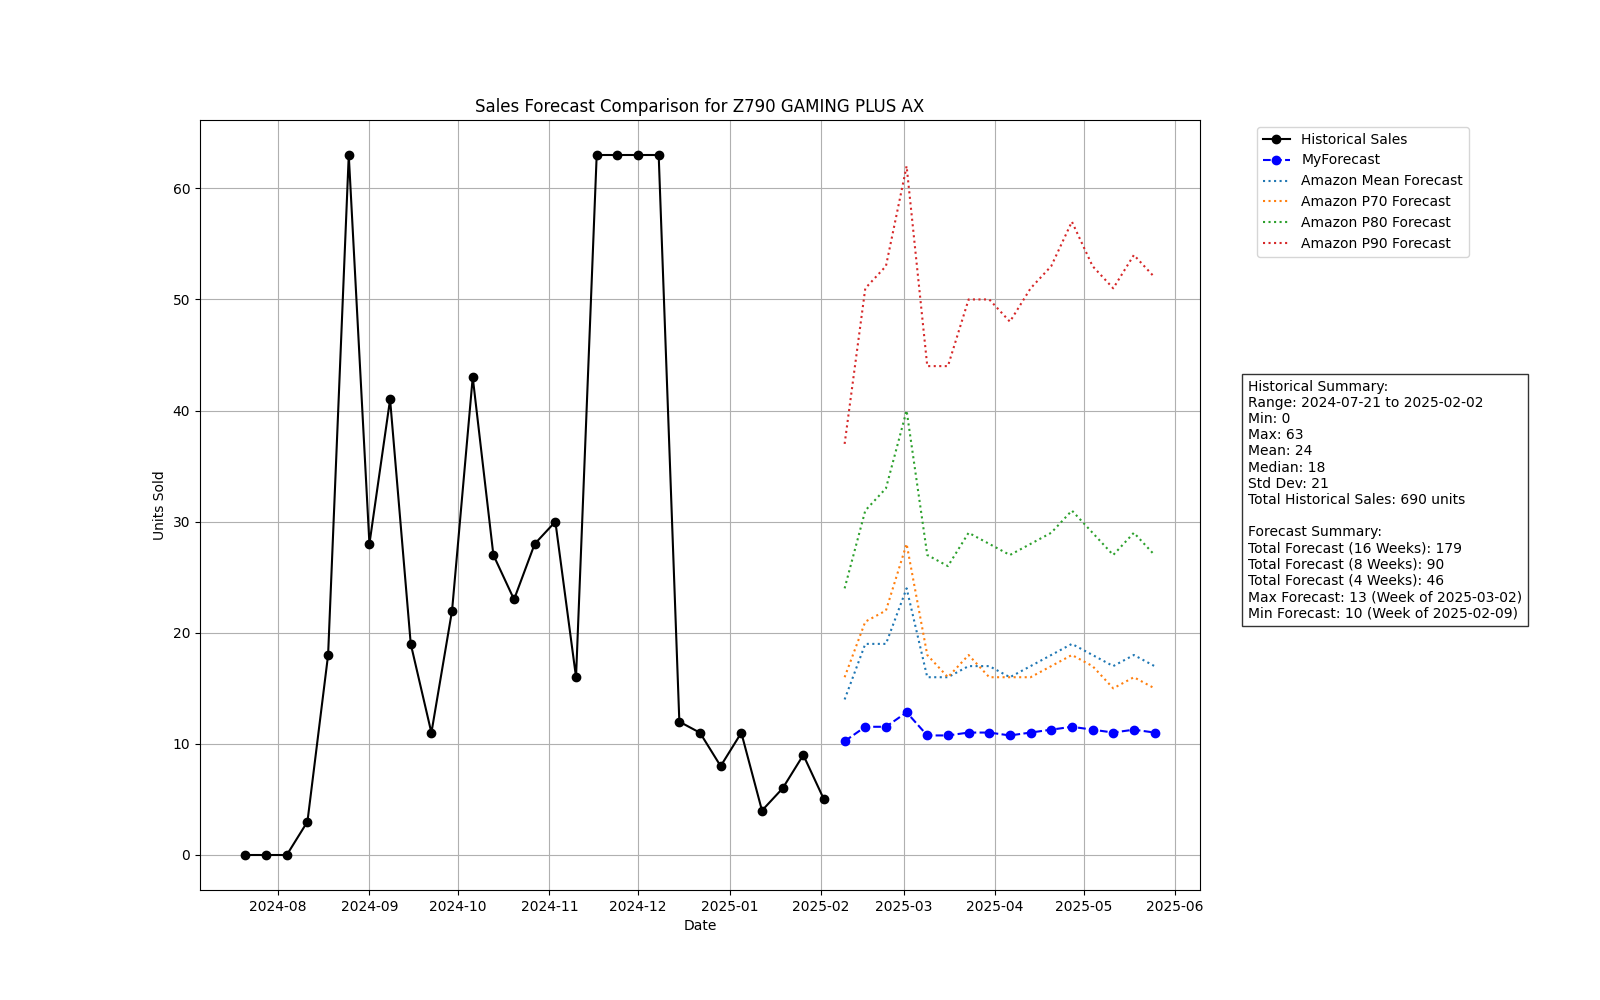 Sales Forecast Comparison for Z790 GAMING PLUS AX
Units Sold
60
50
40
30
20
10
0
2024-08 2024-09 2024-10 2024-11 2024-12 2025-01 2025-02 2025-03 2025-04 2025-05 2025-06
Date
Historical Sales
MyForecast
Amazon Mean Forecast
Amazon P70 Forecast
Amazon P80 Forecast
Amazon P90 Forecast
Historical Summary:
Range: 2024-07-21 to 2025-02-02
Min: 0
Max: 63
Mean: 24
Median: 18
Std Dev: 21
Total Historical Sales: 690 units
Forecast Summary:
Total Forecast (16 Weeks): 179
Total Forecast (8 Weeks): 90
Total Forecast (4 Weeks): 46
Max Forecast: 13 (Week of 2025-03-02)
Min Forecast: 10 (Week of 2025-02-09)